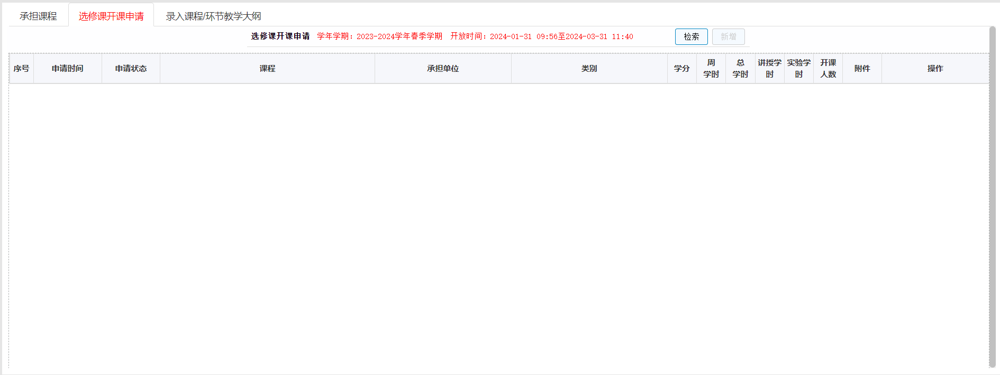 承担课程 选修课开课申请 录入课程/环节教学大纲
选修课开课申请 学年学期：2023-2024学年春季学期 开放时间：2024-01-31 09:56至2024-03-31 11:40 检索 新增
序号 申请时间 申请状态 课程 承担单位 类别 学分 周学时 总学时 讲授学时 实验学时 开课人数 附件 操作